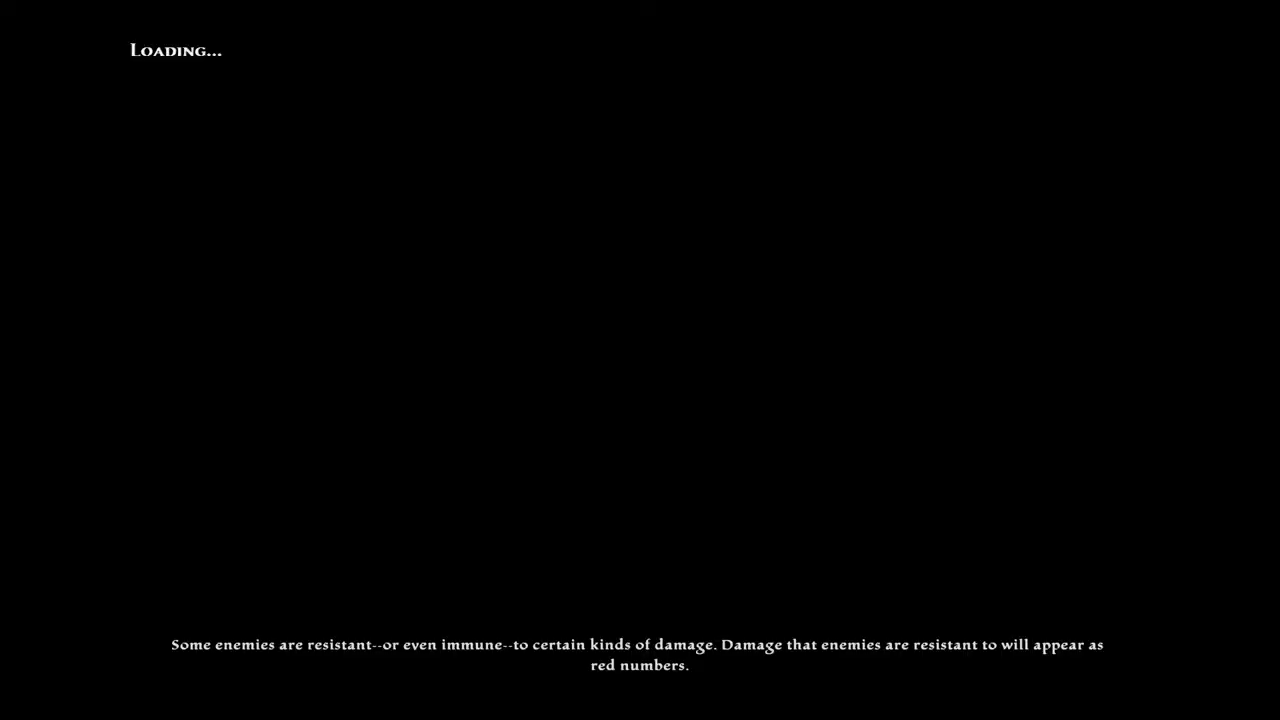 Loading...
Some enemies are resistant--or even immune--to certain kinds of damage. Damage that enemies are resistant to will appear as
red numbers.